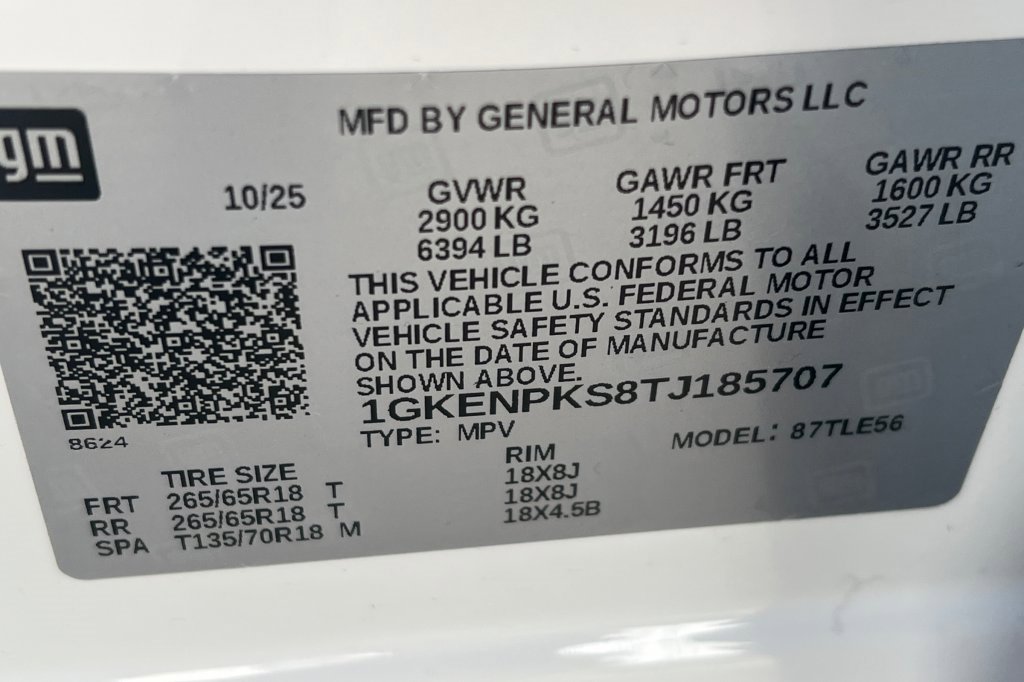 gm
MFD BY GENERAL MOTORS LLC
10/25
GVWR GAWR FRT GAWR RR
2900 KG 1450 KG 1600 KG
6394 LB 3196 LB 3527 LB
THIS VEHICLE CONFORMS TO ALL
APPLICABLE U.S. FEDERAL MOTOR
VEHICLE SAFETY STANDARDS IN EFFECT
ON THE DATE OF MANUFACTURE
SHOWN ABOVE.
1GKENPKS8TJ185707
8624
TYPE: MPV MODEL: 87TLE56
TIRE SIZE RIM
FRT 265/65R18 T 18X8J
RR 265/65R18 T 18X8J
SPA T135/70R18 M 18X4.5B